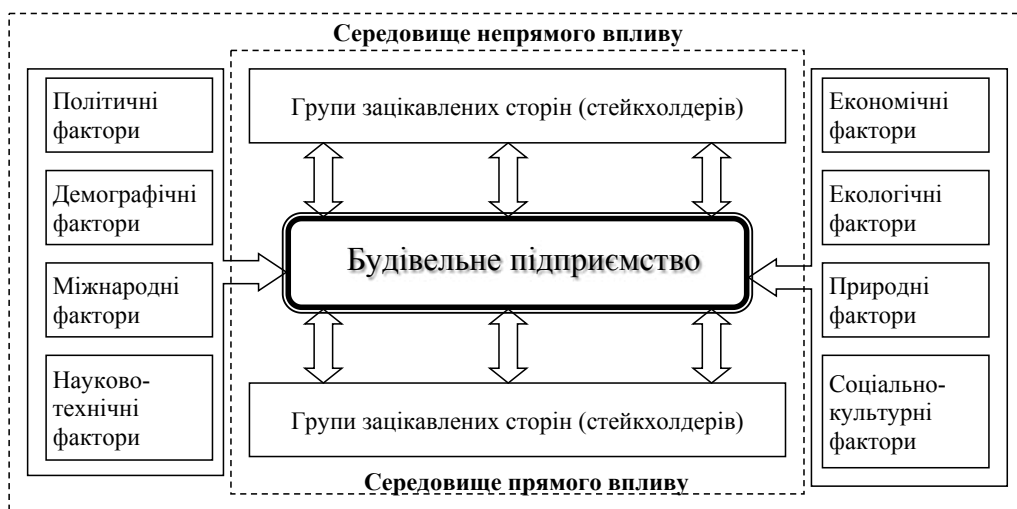 Середовище непрямого впливу
Політичні
фактори
Демографічні
фактори
Міжнародні
фактори
Науково-
технічні
фактори
Групи зацікавлених сторін (стейкхолдерів)
Будівельне підприємство
Групи зацікавлених сторін (стейкхолдерів)
Середовище прямого впливу
Економічні
фактори
Екологічні
фактори
Природні
фактори
Соціально-
культурні
фактори